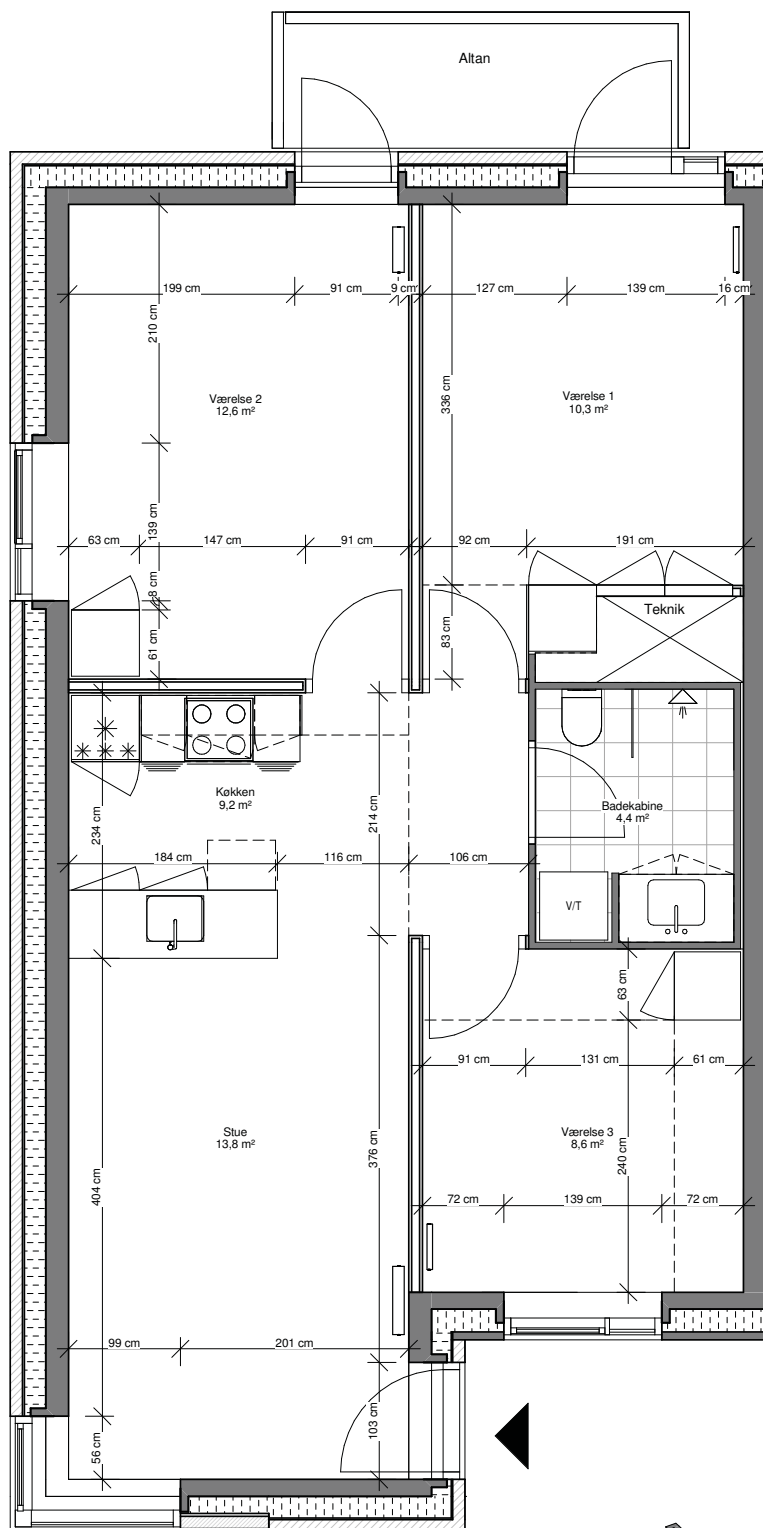 Altan
199 cm
91 cm
9 cm
127 cm
139 cm
16 cm
210 cm
336 cm
Værelse 2
12,6 m²
Værelse 1
10,3 m²
139 cm
63 cm
147 cm
91 cm
92 cm
191 cm
8 cm
61 cm
83 cm
Teknik
Køkken
9,2 m²
Badekabine
4,4 m²
234 cm
214 cm
184 cm
116 cm
106 cm
V/T
63 cm
91 cm
131 cm
61 cm
Stue
13,8 m²
Værelse 3
8,6 m²
376 cm
240 cm
404 cm
72 cm
139 cm
72 cm
99 cm
201 cm
103 cm
56 cm